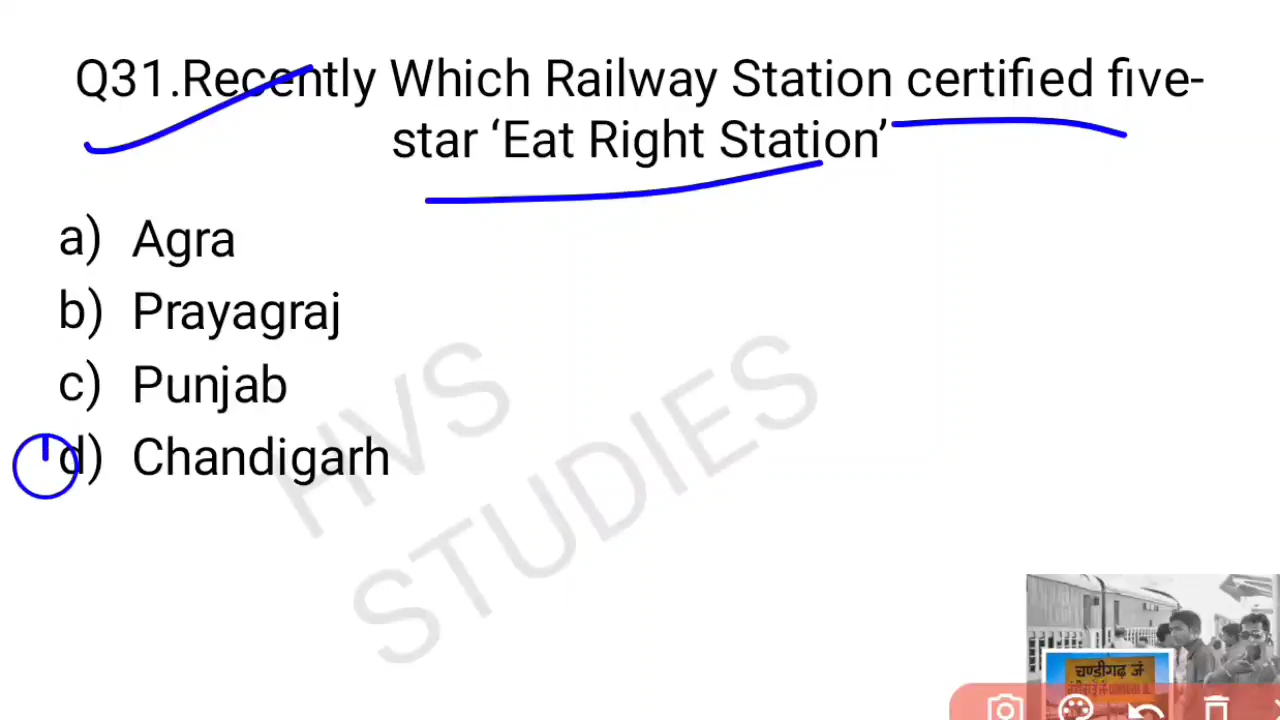 Q31.Recently Which Railway Station certified five-
star ‘Eat Right Station’
a) Agra
b) Prayagraj
c) Punjab
d) Chandigarh
HVS
STUDIES
चण्डीगढ़ जं